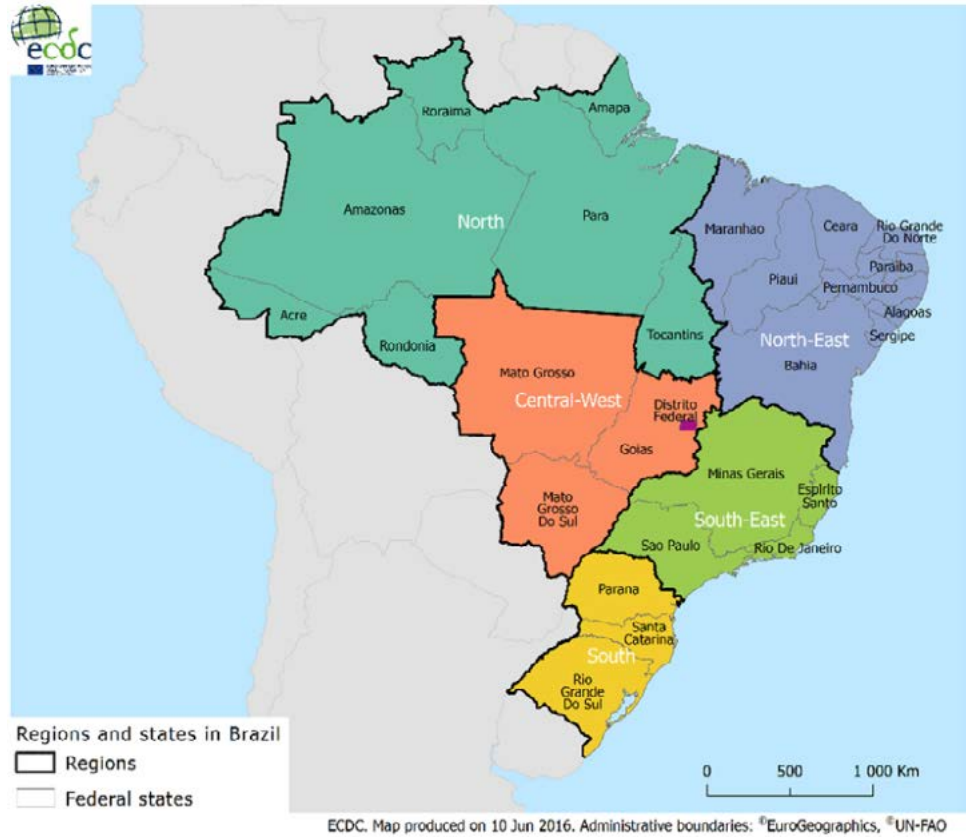 ecdc
Roraima
Amapa
Amazonas
North
Para
Maranhao
Ceara
Rio Grande
Do Norte
Paraiba
Piaui
Pernambuco
Alagoas
Sergipe
Acre
Rondonia
Tocantins
North-East
Bahia
Mato Grosso
Central-West
Distrito
Federal
Goias
Minas Gerais
Espirito
Santo
Mato
Grosso
Do Sul
South-East
Sao Paulo
Rio De Janeiro
Parana
Santa
Catarina
South
Rio
Grande
Do Sul
Regions and states in Brazil
Regions
Federal states
0 500 1 000 Km
ECDC. Map produced on 10 Jun 2016. Administrative boundaries: ©EuroGeographics, ©UN-FAO